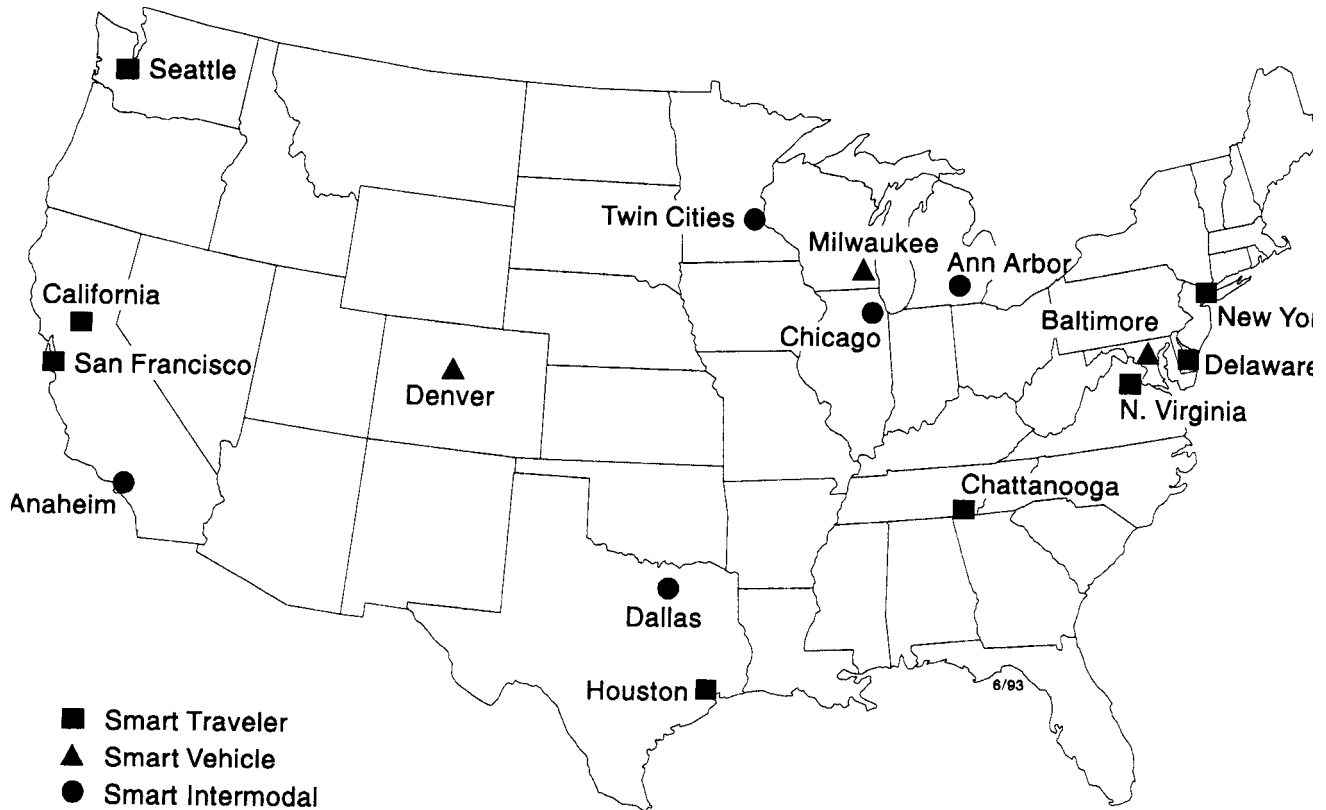 Seattle
Twin Cities
Milwaukee
Ann Arbor
California
New Yor
Baltimore
Chicago
San Francisco
Delaware
Denver
N. Virginia
Chattanooga
Anaheim
Dallas
Houston
6/93
Smart Traveler
Smart Vehicle
Smart Intermodal